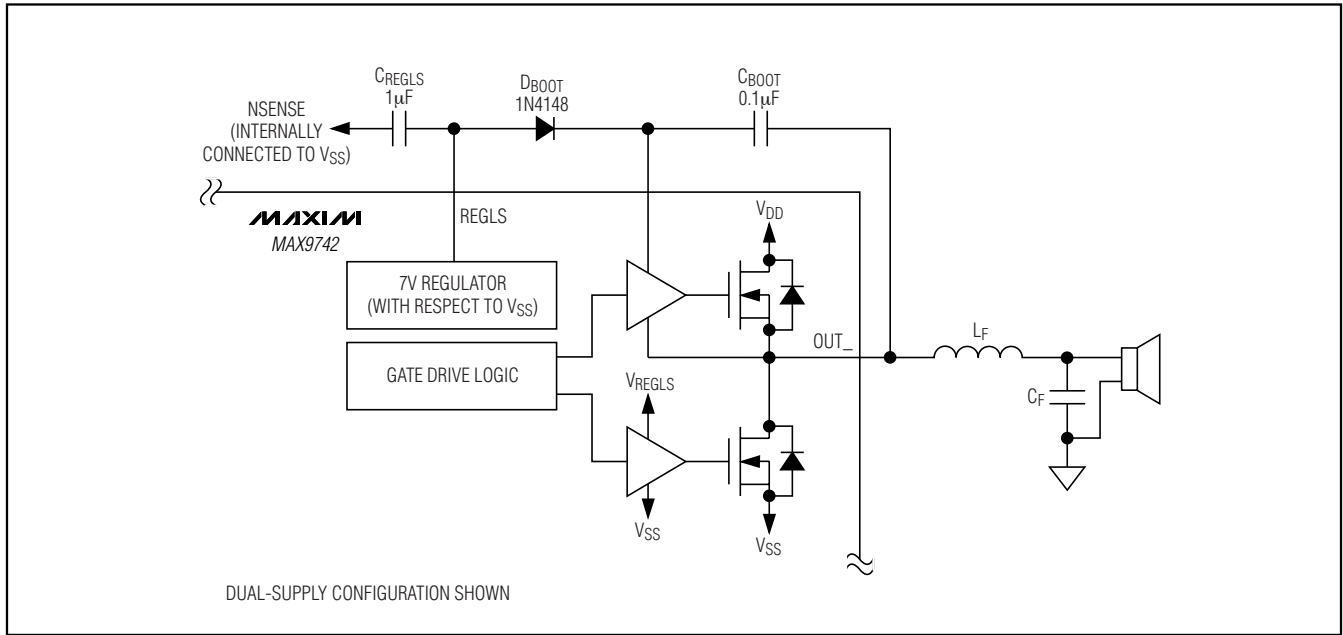 CREGLS
1µF
DBOOT
1N4148
CBOOT
0.1µF
NSENSE
(INTERNALLY
CONNECTED TO VSS)
MAXIM
MAX9742
REGLS
VDD
7V REGULATOR
(WITH RESPECT TO VSS)
OUT_
LF
GATE DRIVE LOGIC
VREGLS
CF
VSS
VSS
DUAL-SUPPLY CONFIGURATION SHOWN